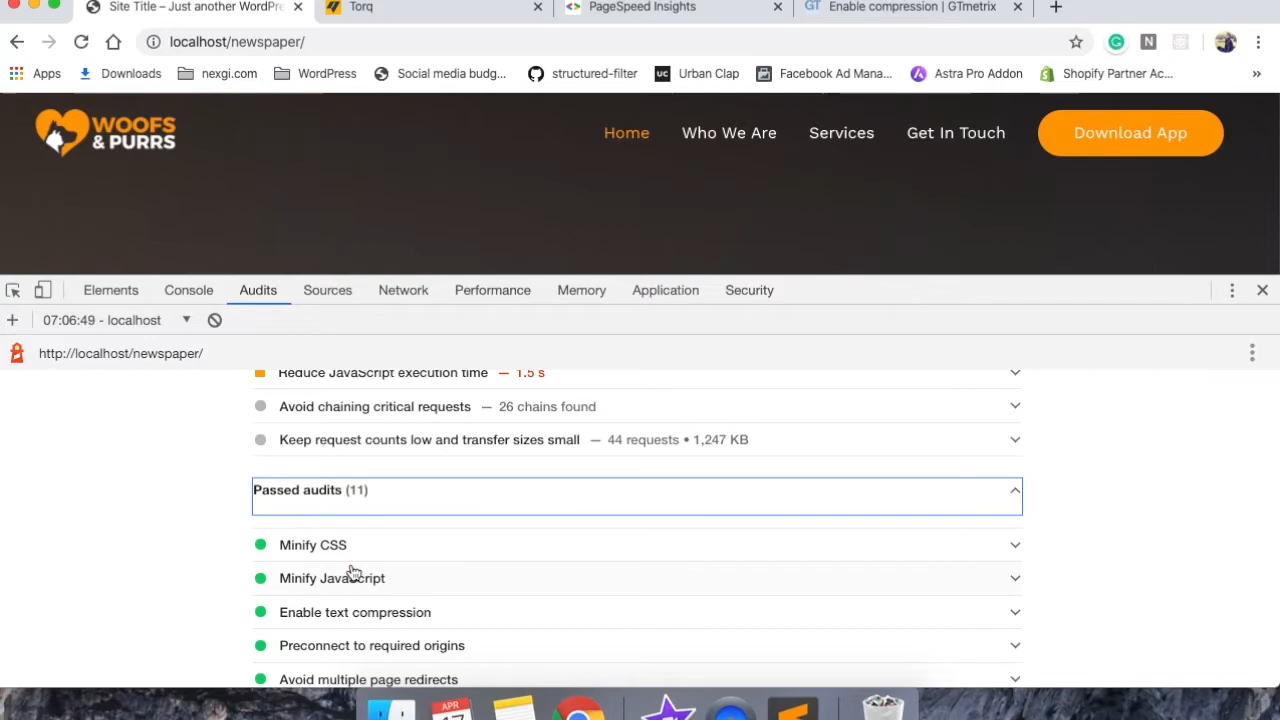 Site Title – Just another WordPre
Torq
PageSpeed Insights
GT Enable compression | GTmetrix
localhost/newspaper/
N
Apps Downloads nexgi.com WordPress Social media budg... structured-filter UC Urban Clap Facebook Ad Mana... Astra Pro Addon Shopify Partner Ac... »
WOOFS
& PURRS
Home Who We Are Services Get In Touch Download App
Elements Console Audits Sources Network Performance Memory Application Security
07:06:49 - localhost
http://localhost/newspaper/
Reduce JavaScript execution time — 1.5 s
Avoid chaining critical requests — 26 chains found
Keep request counts low and transfer sizes small — 44 requests • 1,247 KB
Passed audits (11)
Minify CSS
Minify JavaScript
Enable text compression
Preconnect to required origins
Avoid multiple page redirects
APR
17